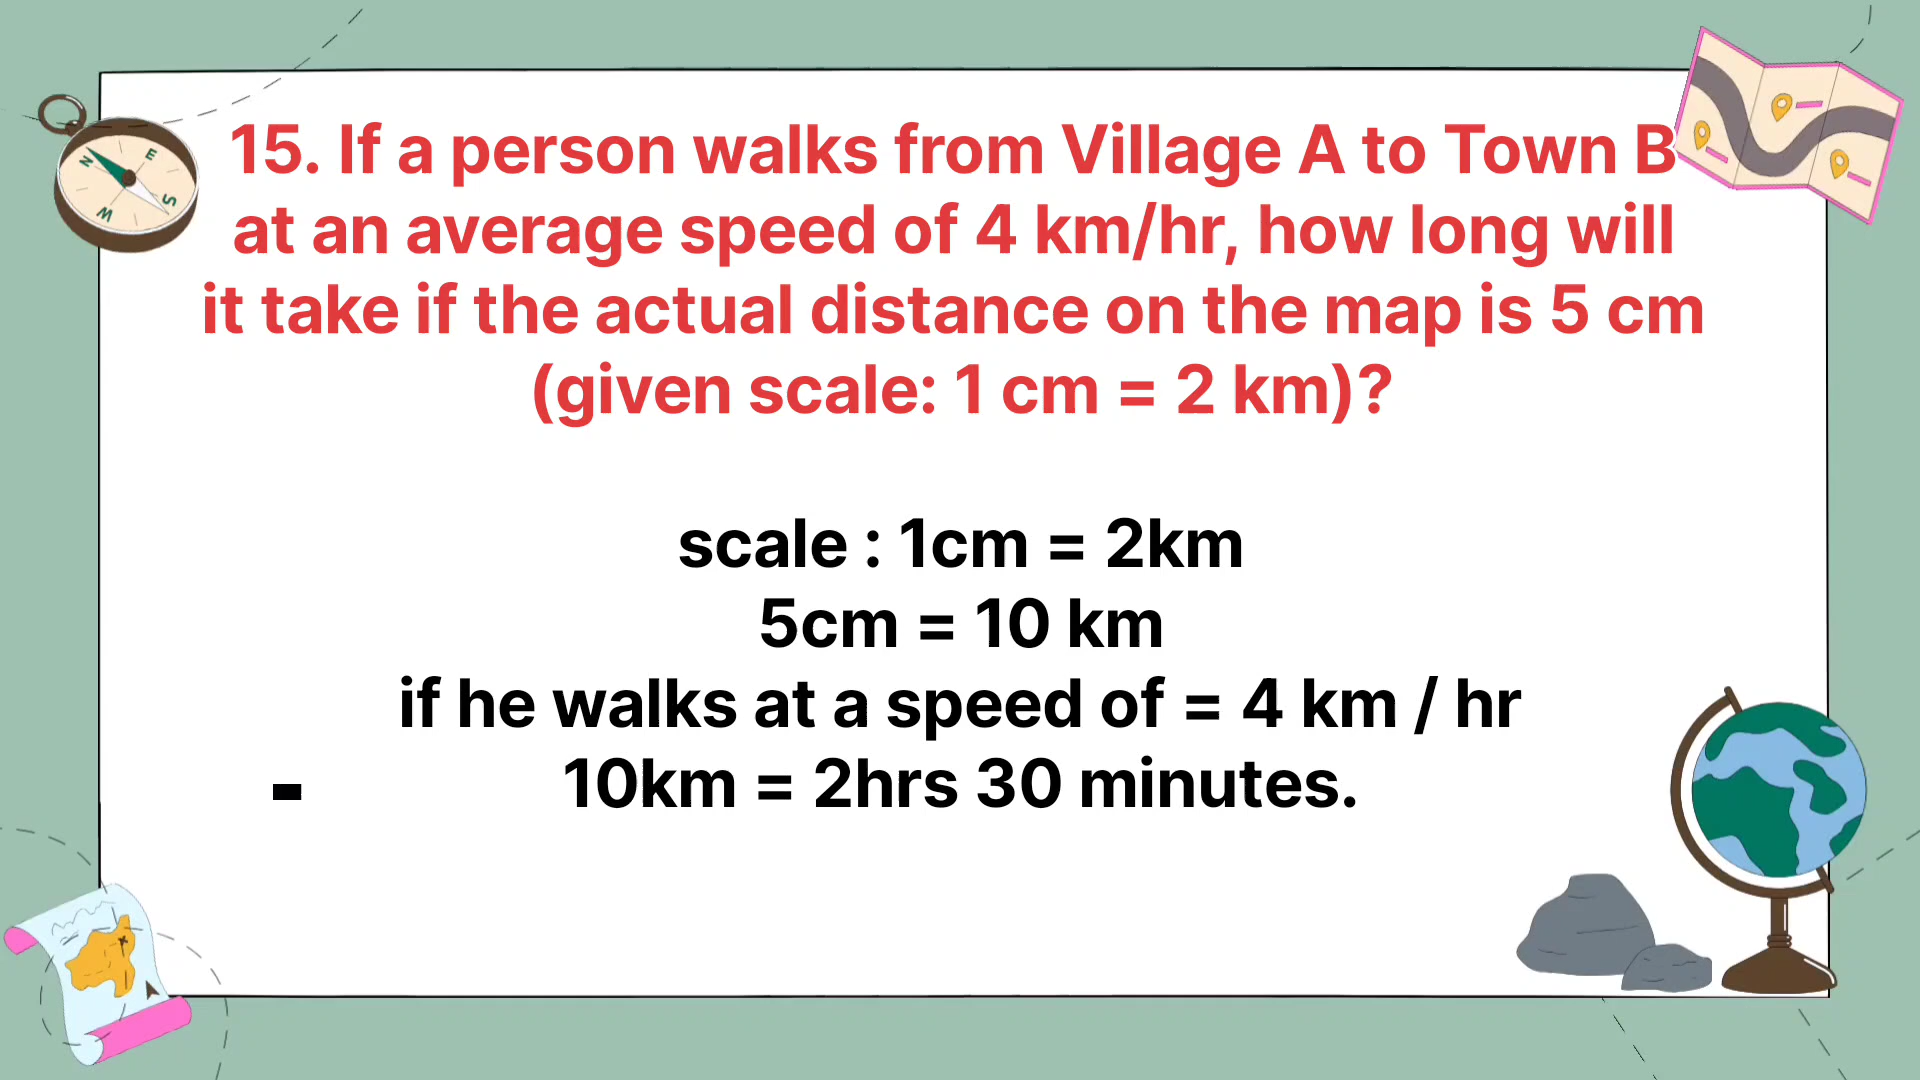 15. If a person walks from Village A to Town B
at an average speed of 4 km/hr, how long will
it take if the actual distance on the map is 5 cm
(given scale: 1 cm = 2 km)?
scale : 1cm = 2km
5cm = 10 km
if he walks at a speed of = 4 km / hr
- 10km = 2hrs 30 minutes.
N
E
S
W